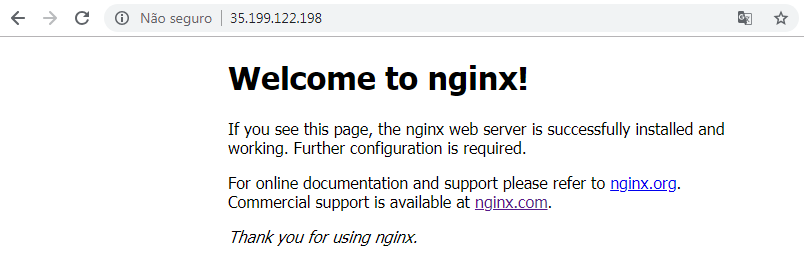 Não seguro
35.199.122.198
Welcome to nginx!
If you see this page, the nginx web server is successfully installed and
working. Further configuration is required.
For online documentation and support please refer to nginx.org.
Commercial support is available at nginx.com.
Thank you for using nginx.